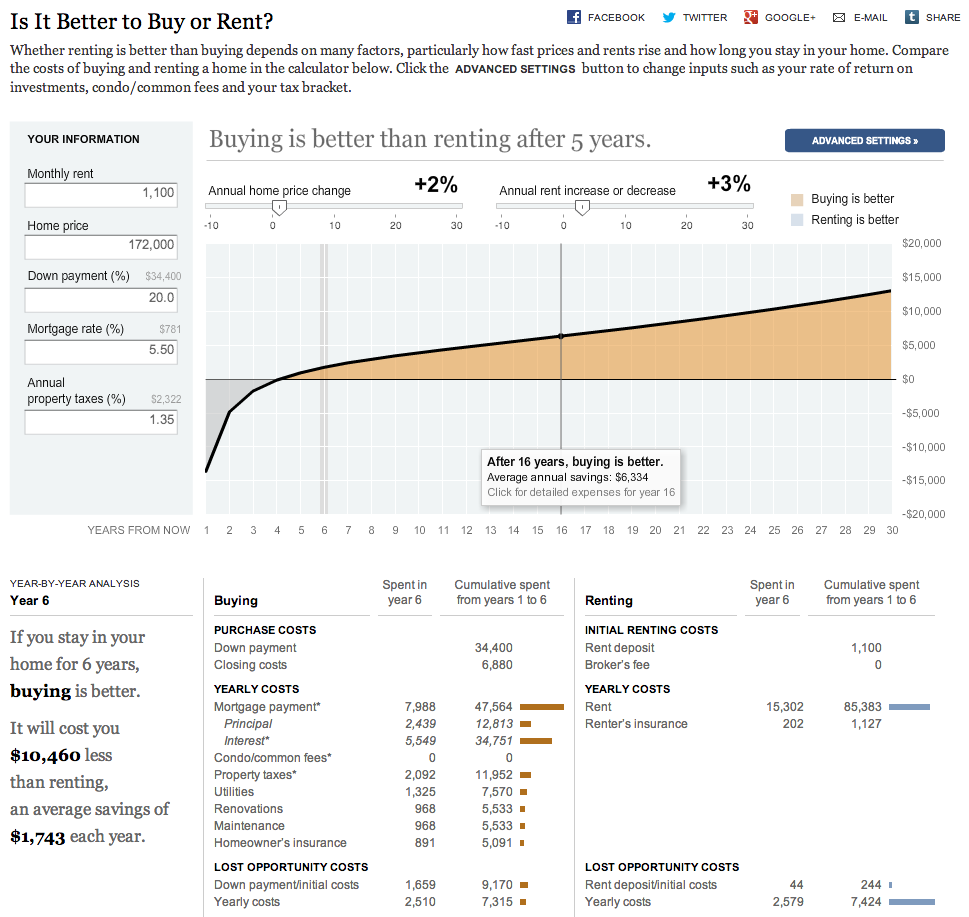 Is It Better to Buy or Rent?
FACEBOOK TWITTER GOOGLE+ E-MAIL SHARE
Whether renting is better than buying depends on many factors, particularly how fast prices and rents rise and how long you stay in your home. Compare
the costs of buying and renting a home in the calculator below. Click the ADVANCED SETTINGS button to change inputs such as your rate of return on
investments, condo/common fees and your tax bracket.
YOUR INFORMATION
Monthly rent
1,100
Home price
172,000
Down payment (%) $34,400
20.0
Mortgage rate (%) $781
5.50
Annual
property taxes (%) $2,322
1.35
Buying is better than renting after 5 years.
ADVANCED SETTINGS »
Annual home price change +2%
-10 0 10 20 30
Annual rent increase or decrease +3%
-10 0 10 20 30
Buying is better
Renting is better
$20,000
$15,000
$10,000
$5,000
$0
-$5,000
-$10,000
-$15,000
-$20,000
After 16 years, buying is better.
Average annual savings: $6,334
Click for detailed expenses for year 16
YEARS FROM NOW 1 2 3 4 5 6 7 8 9 10 11 12 13 14 15 16 17 18 19 20 21 22 23 24 25 26 27 28 29 30
YEAR-BY-YEAR ANALYSIS
Year 6
If you stay in your
home for 6 years,
buying is better.
It will cost you
$10,460 less
than renting,
an average savings of
$1,743 each year.
Spent in Cumulative spent
Buying year 6 from years 1 to 6
PURCHASE COSTS
Down payment 34,400
Closing costs 6,880
YEARLY COSTS
Mortgage payment* 7,988 47,564
Principal 2,439 12,813
Interest* 5,549 34,751
Condo/common fees* 0 0
Property taxes* 2,092 11,952
Utilities 1,325 7,570
Renovations 968 5,533
Maintenance 968 5,533
Homeowner's insurance 891 5,091
LOST OPPORTUNITY COSTS
Down payment/initial costs 1,659 9,170
Yearly costs 2,510 7,315
Spent in Cumulative spent
Renting year 6 from years 1 to 6
INITIAL RENTING COSTS
Rent deposit 1,100
Broker's fee 0
YEARLY COSTS
Rent 15,302 85,383
Renter's insurance 202 1,127
LOST OPPORTUNITY COSTS
Rent deposit/initial costs 44 244
Yearly costs 2,579 7,424